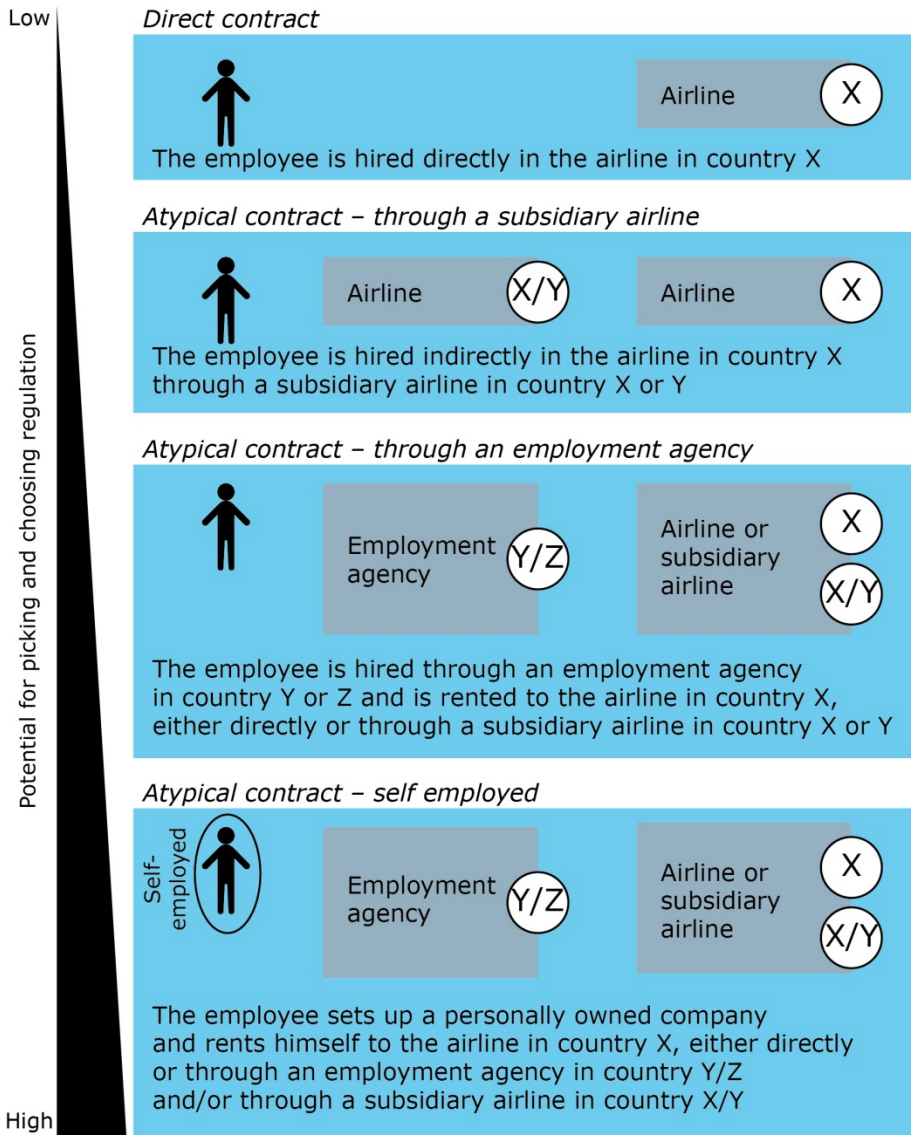 Low
Potential for picking and choosing regulation
High
Direct contract
Airline
X
The employee is hired directly in the airline in country X
Atypical contract – through a subsidiary airline
Airline
X/Y
Airline
X
The employee is hired indirectly in the airline in country X
through a subsidiary airline in country X or Y
Atypical contract – through an employment agency
Employment
agency
Y/Z
Airline or
subsidiary
airline
X
X/Y
The employee is hired through an employment agency
in country Y or Z and is rented to the airline in country X,
either directly or through a subsidiary airline in country X or Y
Atypical contract – self employed
Self-
employed
Employment
agency
Y/Z
Airline or
subsidiary
airline
X
X/Y
The employee sets up a personally owned company
and rents himself to the airline in country X, either directly
or through an employment agency in country Y/Z
and/or through a subsidiary airline in country X/Y